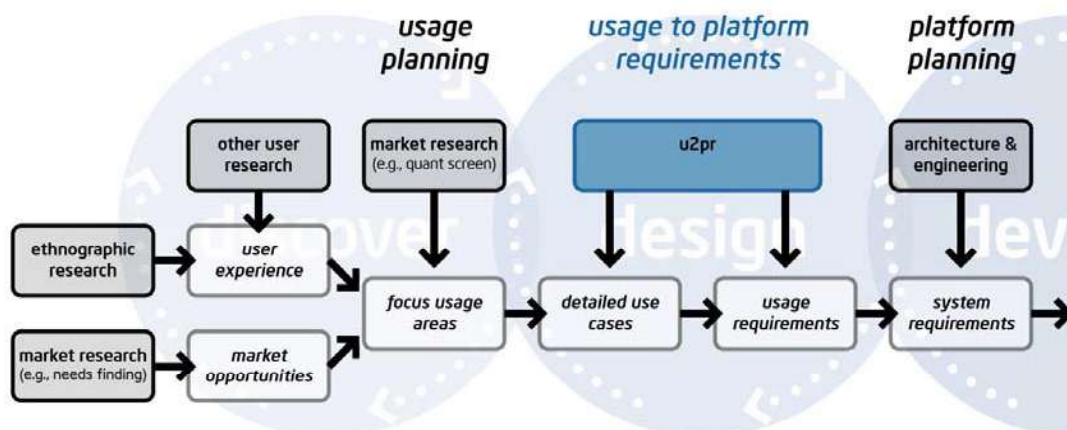 usage
planning
usage to platform
requirements
platform
planning
other user
research
market research
(e.g., quant screen)
u2pr
architecture &
engineering
discover
design
dev
ethnographic
research
user
experience
focus usage
areas
detailed use
cases
usage
requirements
system
requirements
market research
(e.g., needs finding)
market
opportunities